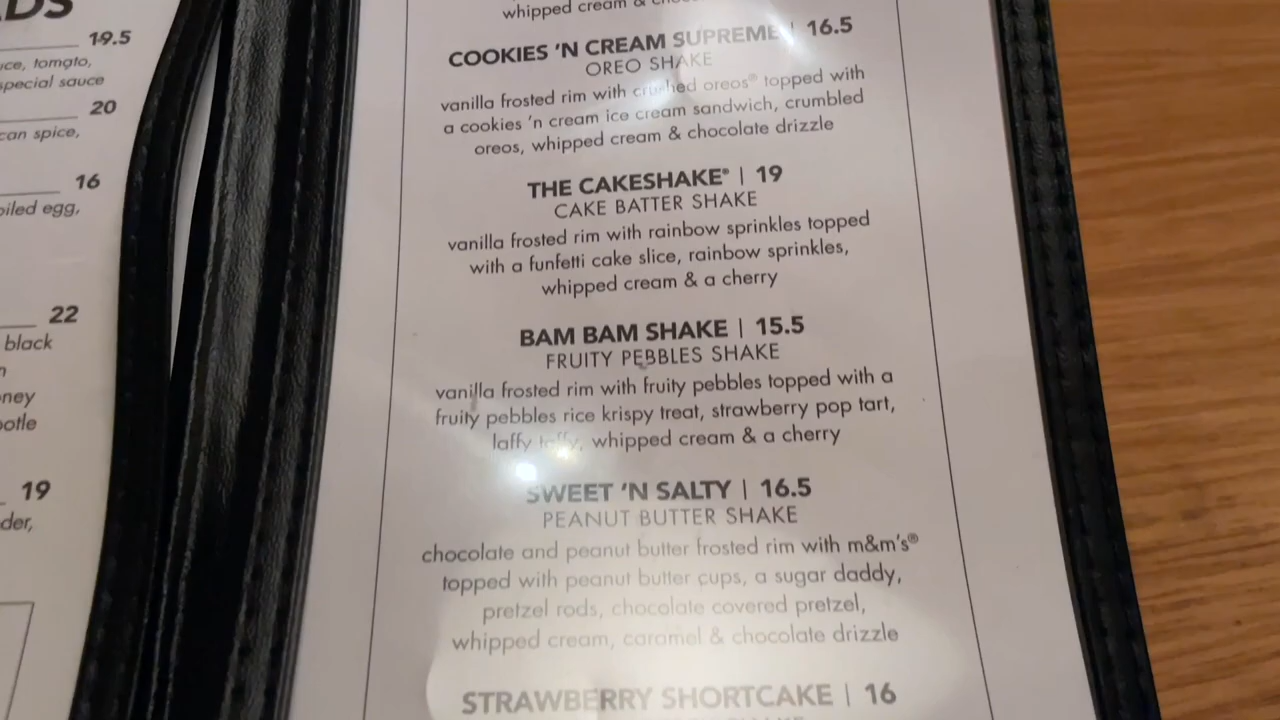 DS
19.5
ce, tomato,
special sauce
20
can spice,
16
oiled egg,
22
black
ney
potle
19
der,
whipped cream &
COOKIES 'N CREAM SUPREME | 16.5
OREO SHAKE
vanilla frosted rim with crushed oreos® topped with
a cookies 'n cream ice cream sandwich, crumbled
oreos, whipped cream & chocolate drizzle
THE CAKESHAKE® | 19
CAKE BATTER SHAKE
vanilla frosted rim with rainbow sprinkles topped
with a funfetti cake slice, rainbow sprinkles,
whipped cream & a cherry
BAM BAM SHAKE | 15.5
FRUITY PEBBLES SHAKE
vanilla frosted rim with fruity pebbles topped with a
fruity pebbles rice krispy treat, strawberry pop tart,
laffy taffy, whipped cream & a cherry
SWEET 'N SALTY | 16.5
PEANUT BUTTER SHAKE
chocolate and peanut butter frosted rim with m&m's®
topped with peanut butter cups, a sugar daddy,
pretzel rods, chocolate covered pretzel,
whipped cream, caramel & chocolate drizzle
STRAWBERRY SHORTCAKE | 16